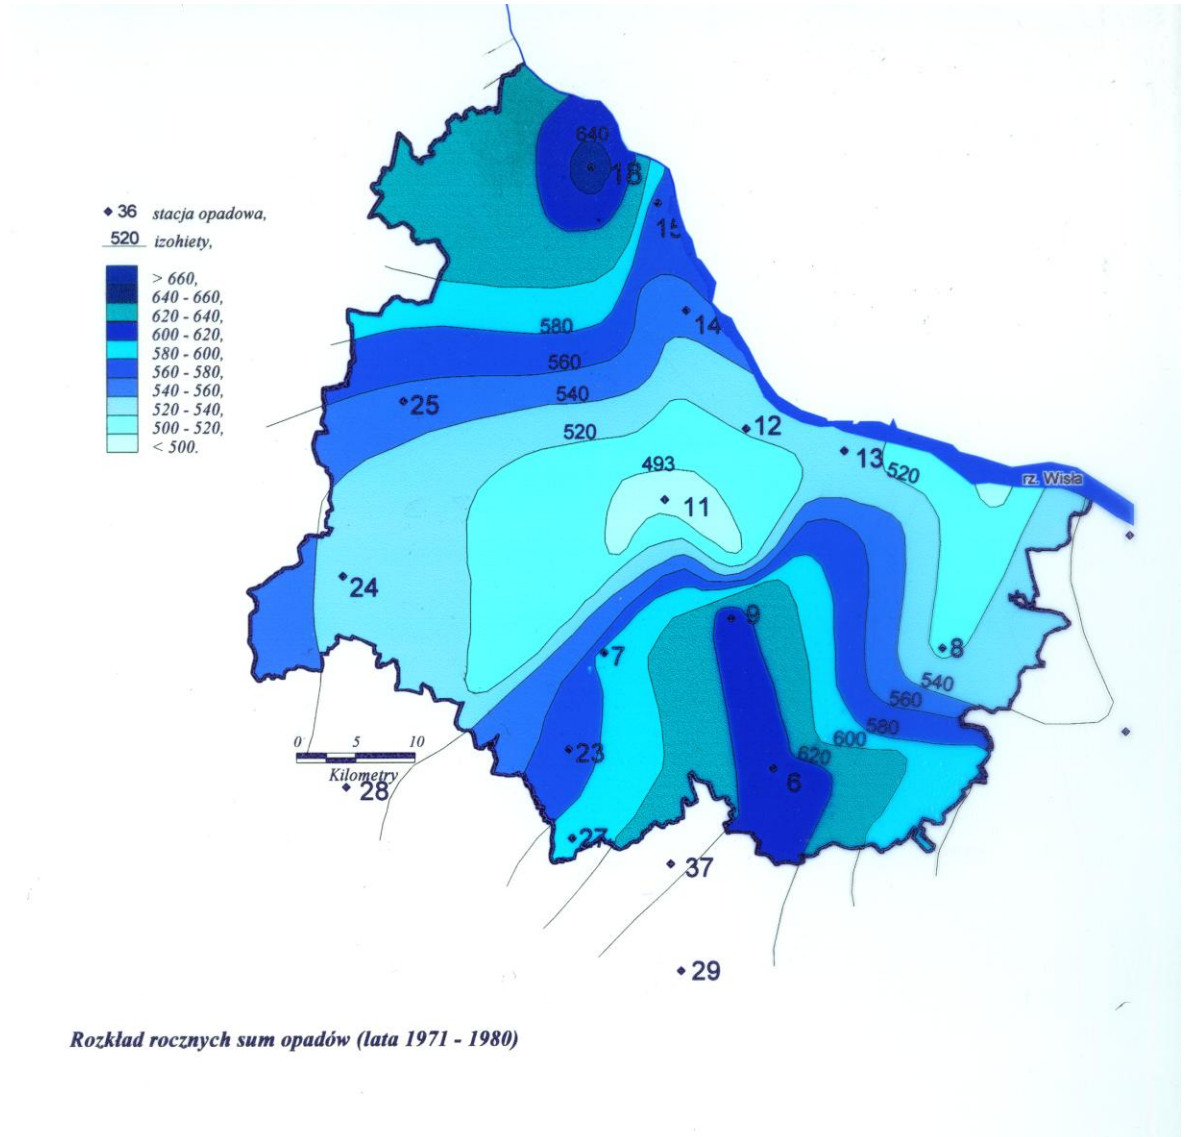 640
18
36 stacja opadowa,
520 izohiety,
15
> 660,
640 - 660,
620 - 640,
600 - 620,
580 - 600,
560 - 580,
540 - 560,
520 - 540,
500 - 520,
< 500.
14
580
560
540
25
520
12
13
493
520
rz. Wisła
11
24
9
7
8
540
560
580
600
620
0 5 10
Kilometry
23
6
28
27
37
29
Rozkład rocznych sum opadów (lata 1971 - 1980)